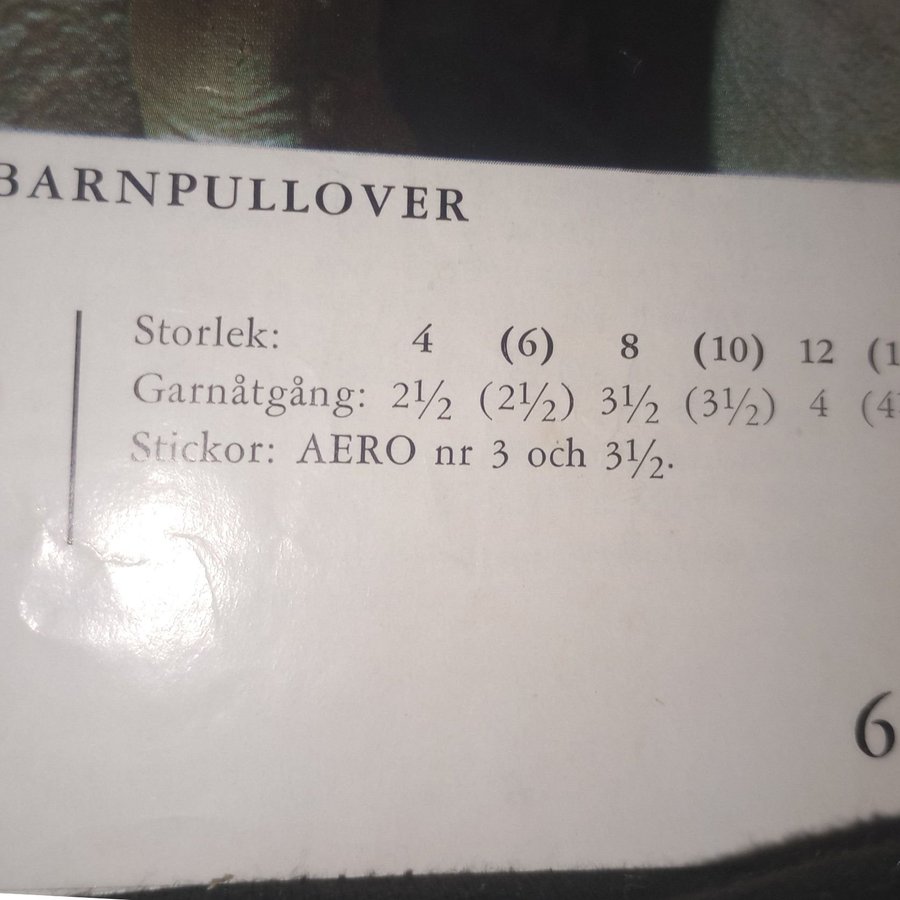 BARNPULLOVER
Storlek: 4 (6) 8 (10) 12
Garnåtgång: 2½ (2½) 3½ (3½) 4
Stickor: AERO nr 3 och 3½.
6